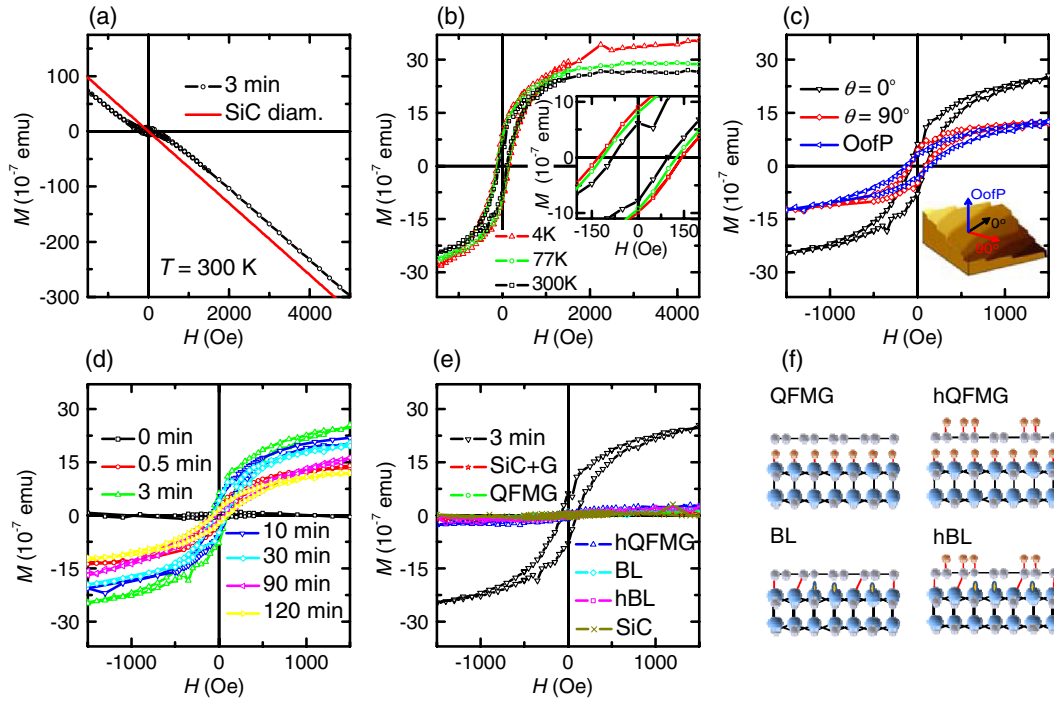 (a)
100
0
-100
-200
-300
M (10⁻⁷ emu)
3 min
SiC diam.
T = 300 K
0 2000 4000
H (Oe)
(b)
30
15
0
-15
-30
M (10⁻⁷ emu)
10
0
-10
M (10⁻⁷ emu)
-150 0 150
H (Oe)
4K
77K
300K
0 2000 4000
H (Oe)
(c)
30
15
0
-15
-30
M (10⁻⁷ emu)
θ = 0°
θ = 90°
OofP
OofP
0°
90°
-1000 0 1000
H (Oe)
(d)
30
15
0
-15
-30
M (10⁻⁷ emu)
0 min
0.5 min
3 min
10 min
30 min
90 min
120 min
-1000 0 1000
H (Oe)
(e)
30
15
0
-15
-30
M (10⁻⁷ emu)
3 min
SiC+G
QFMG
hQFMG
BL
hBL
SiC
-1000 0 1000
H (Oe)
(f)
QFMG hQFMG
BL hBL